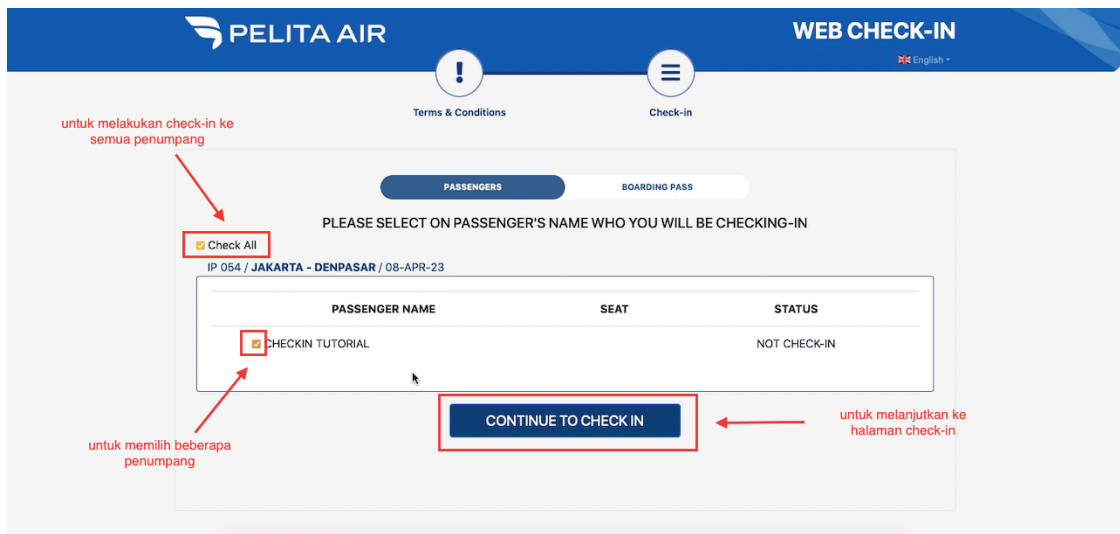 PELITA AIR
WEB CHECK-IN
English
!
Terms & Conditions
Check-in
untuk melakukan check-in ke
semua penumpang
PASSENGERS
BOARDING PASS
PLEASE SELECT ON PASSENGER'S NAME WHO YOU WILL BE CHECKING-IN
Check All
IP 054 / JAKARTA - DENPASAR / 08-APR-23
PASSENGER NAME
SEAT
STATUS
CHECKIN TUTORIAL
NOT CHECK-IN
CONTINUE TO CHECK IN
untuk melanjutkan ke
halaman check-in
untuk memilih beberapa
penumpang